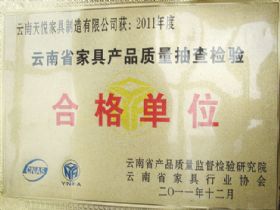 云南天悦家具制造有限公司获：2011年度
云南省家具产品质量抽查检验
合格单位
CNAS
YNFA
云南省产品质量监督检验研究院
云南省家具行业协会
二〇一一年十二月